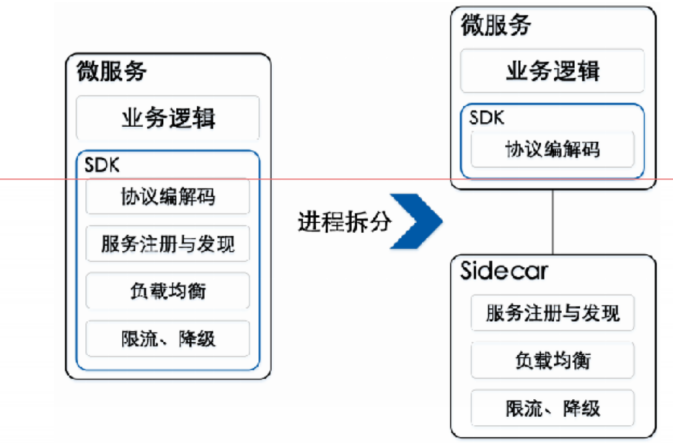 微服务
业务逻辑
SDK
协议编解码
服务注册与发现
负载均衡
限流、降级
进程拆分
微服务
业务逻辑
SDK
协议编解码
Sidecar
服务注册与发现
负载均衡
限流、降级